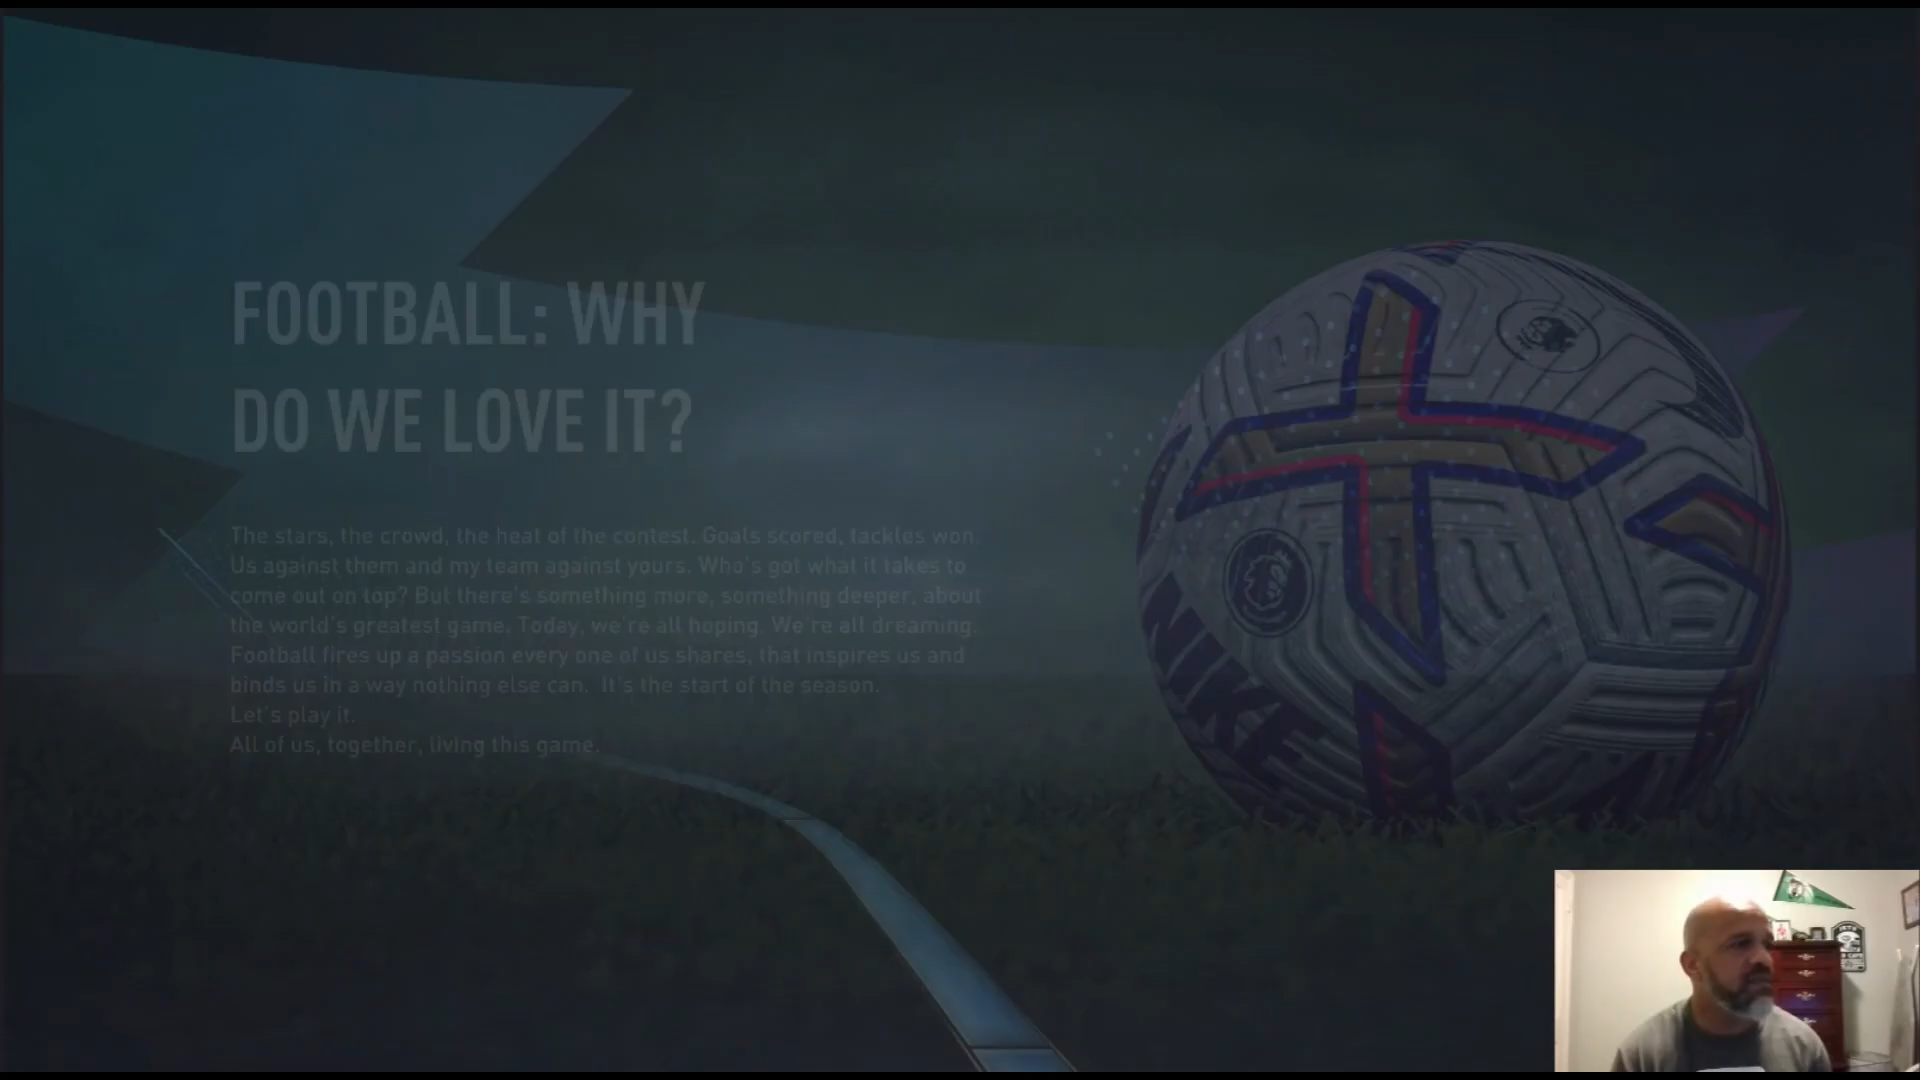 FOOTBALL: WHY
DO WE LOVE IT?
The stars, the crowd, the heat of the contest. Goals scored, tackles won.
Us against them and my team against yours. Who's got what it takes to
come out on top? But there's something more, something deeper, about
the world's greatest game. Today, we're all hoping. We're all dreaming.
Football fires up a passion every one of us shares, that inspires us and
binds us in a way nothing else can. It's the start of the season.
Let's play it.
All of us, together, living this game.
NIKE